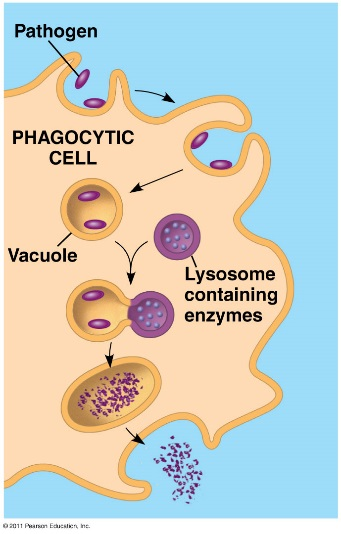 Pathogen
PHAGOCYTIC
CELL
Vacuole
Lysosome
containing
enzymes
© 2011 Pearson Education, Inc.